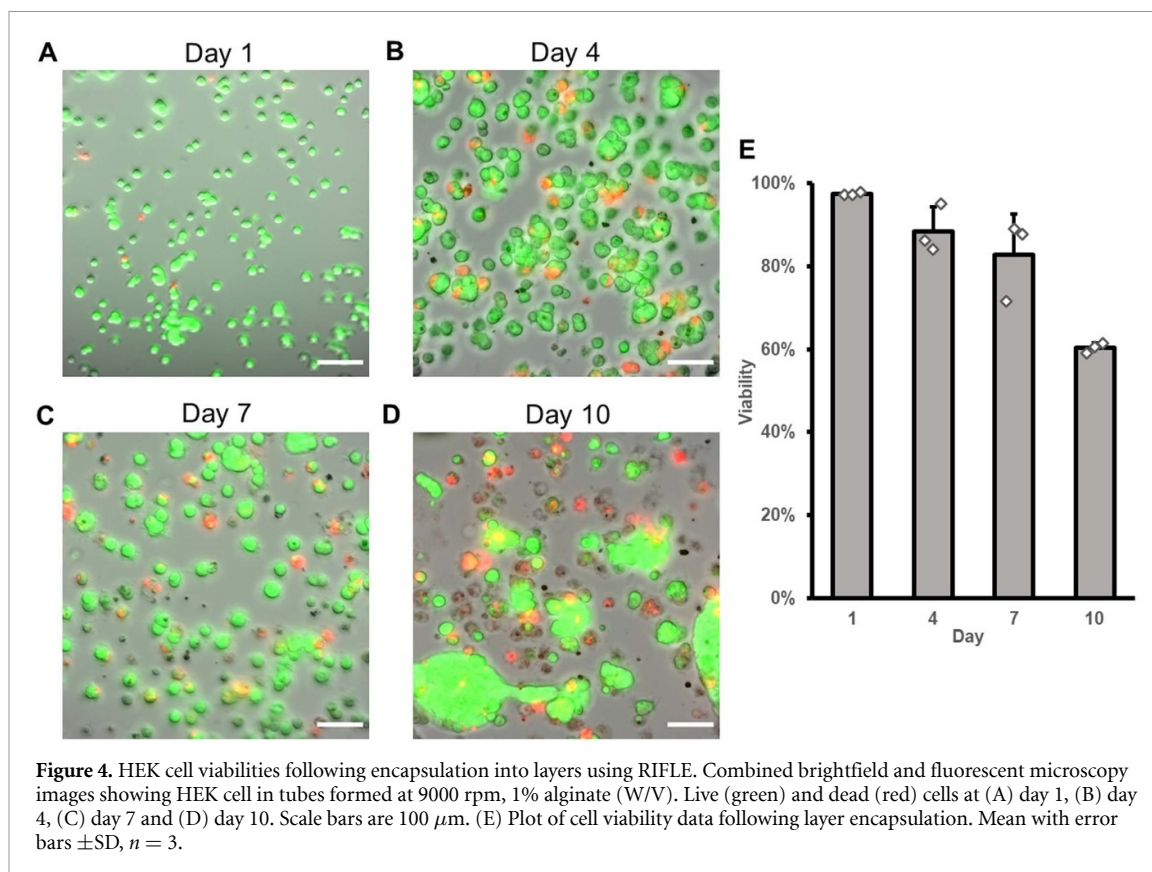 A
Day 1
B
Day 4
C
Day 7
D
Day 10
E
100%
80%
60%
40%
20%
0%
Viability
1
4
7
10
Day
Figure 4. HEK cell viabilities following encapsulation into layers using RIFLE. Combined brightfield and fluorescent microscopy
images showing HEK cell in tubes formed at 9000 rpm, 1% alginate (W/V). Live (green) and dead (red) cells at (A) day 1, (B) day
4, (C) day 7 and (D) day 10. Scale bars are 100 μm. (E) Plot of cell viability data following layer encapsulation. Mean with error
bars ±SD, n = 3.